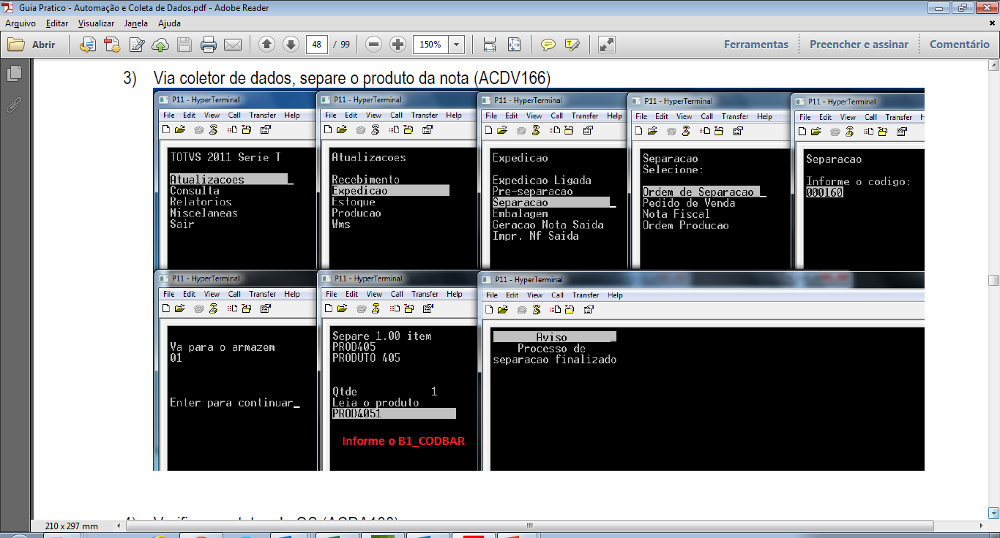 Guia Pratico - Automação e Coleta de Dados.pdf - Adobe Reader
Arquivo Editar Visualizar Janela Ajuda
Abrir 48 / 99 150% Ferramentas Preencher e assinar Comentário
3) Via coletor de dados, separe o produto da nota (ACDV166)
P11 - HyperTerminal
File Edit View Call Transfer Help
TOTVS 2011 Serie T
Atualizacoes
Consulta
Relatorios
Miscelaneas
Sair
P11 - HyperTerminal
File Edit View Call Transfer Help
Atualizacoes
Recebimento
Expedicao
Estoque
Producao
Wms
P11 - HyperTerminal
File Edit View Call Transfer Help
Expedicao
Expedicao Ligada
Pre-separacao
Separacao
Embalagem
Geracao Nota Saida
Impr. Nf Saida
P11 - HyperTerminal
File Edit View Call Transfer Help
Separacao
Selecione:
Ordem de Separacao
Pedido de Venda
Nota Fiscal
Ordem Producao
P11 - HyperTerminal
File Edit View Call Transfer H
Separacao
Informe o codigo:
000160
P11 - HyperTerminal
File Edit View Call Transfer Help
Va para o armazem
01
Enter para continuar_
P11 - HyperTerminal
File Edit View Call Transfer Help
Separe 1.00 item
PROD405
PRODUTO 405
Qtde 1
Leia o produto
PROD4051
Informe o B1_CODBAR
P11 - HyperTerminal
File Edit View Call Transfer Help
Aviso
Processo de
separacao finalizado
210 x 297 mm